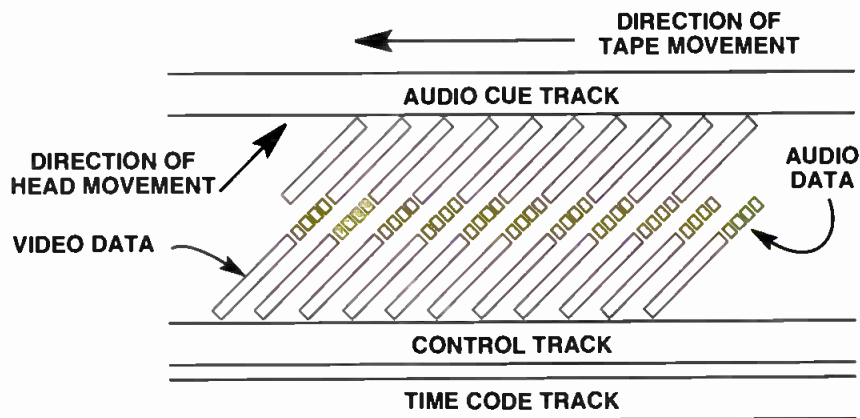 DIRECTION OF
TAPE MOVEMENT
AUDIO CUE TRACK
DIRECTION OF
HEAD MOVEMENT
AUDIO
DATA
VIDEO DATA
CONTROL TRACK
TIME CODE TRACK